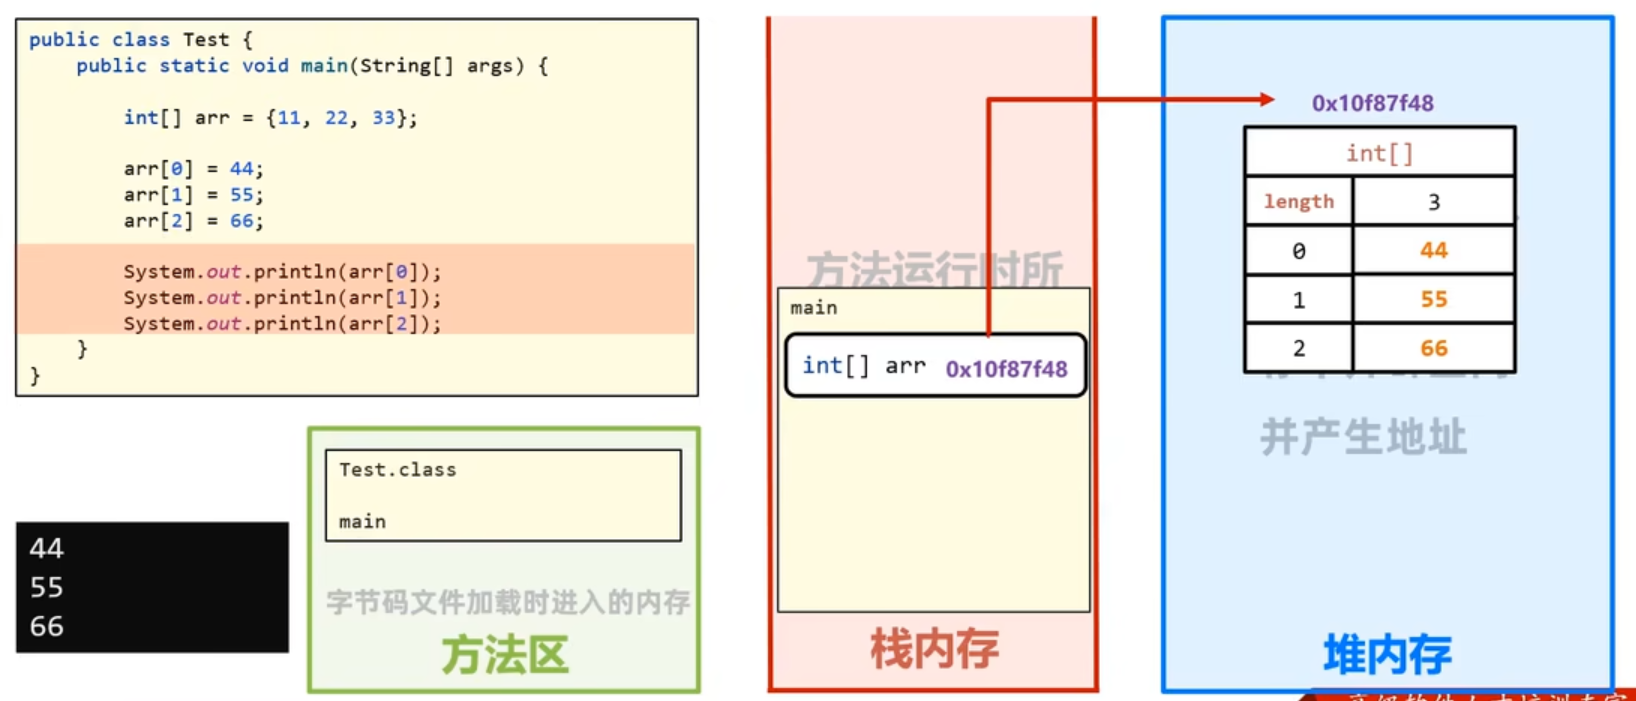 public class Test {
public static void main(String[] args) {
int[] arr = {11, 22, 33};
arr[0] = 44;
arr[1] = 55;
arr[2] = 66;
System.out.println(arr[0]);
System.out.println(arr[1]);
System.out.println(arr[2]);
}
}
44
55
66
Test.class
main
字节码文件加载时进入的内存
方法区
方法运行时所
main
int[] arr 0x10f87f48
栈内存
0x10f87f48
int[]
length 3
0 44
1 55
2 66
并产生地址
堆内存